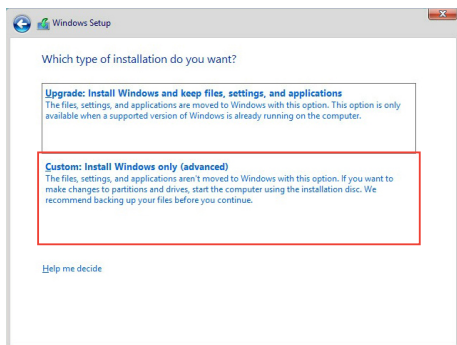 Windows Setup
Which type of installation do you want?
Upgrade: Install Windows and keep files, settings, and applications
The files, settings, and applications are moved to Windows with this option. This option is only
available when a supported version of Windows is already running on the computer.
Custom: Install Windows only (advanced)
The files, settings, and applications aren't moved to Windows with this option. If you want to
make changes to partitions and drives, start the computer using the installation disc. We
recommend backing up your files before you continue.
Help me decide